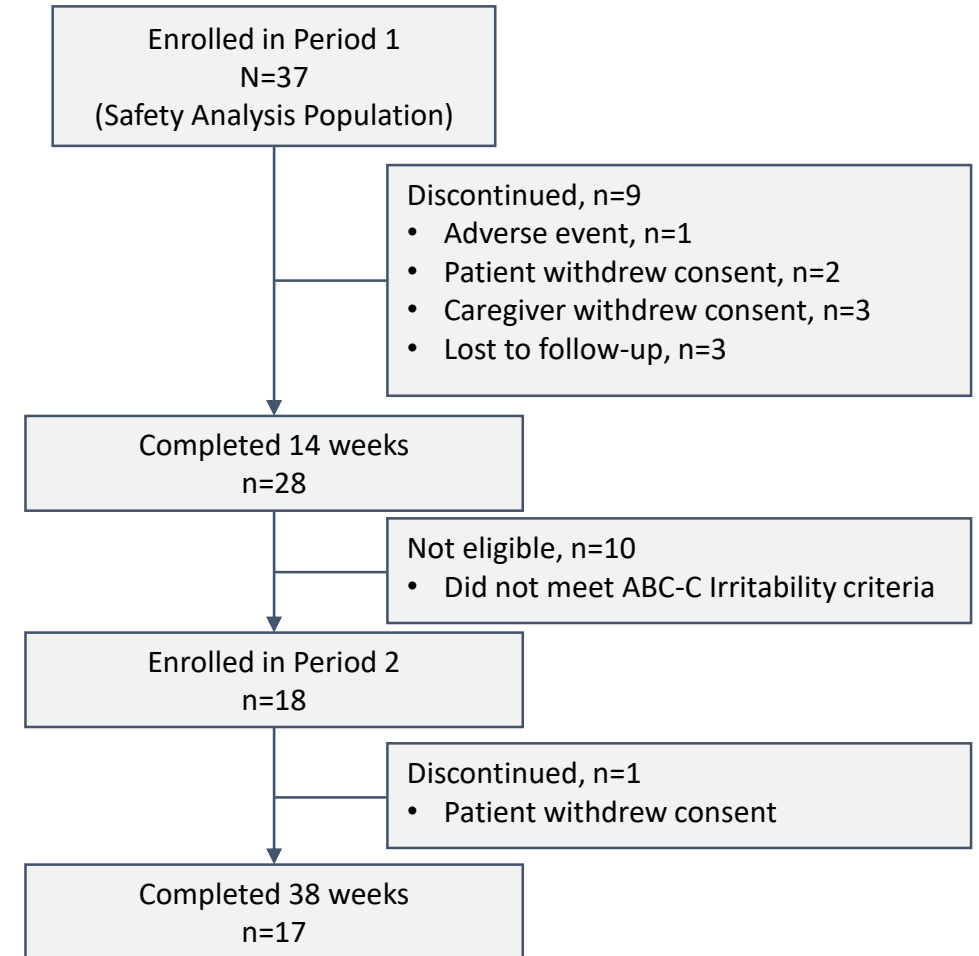 Enrolled in Period 1
N=37
(Safety Analysis Population)
Discontinued, n=9
• Adverse event, n=1
• Patient withdrew consent, n=2
• Caregiver withdrew consent, n=3
• Lost to follow-up, n=3
Completed 14 weeks
n=28
Not eligible, n=10
• Did not meet ABC-C Irritability criteria
Enrolled in Period 2
n=18
Discontinued, n=1
• Patient withdrew consent
Completed 38 weeks
n=17